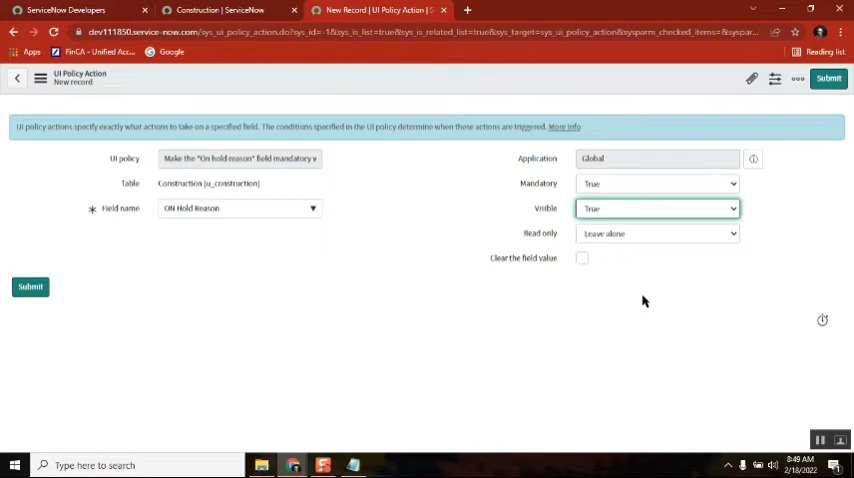 ServiceNow Developers
Construction | ServiceNow
New Record | UI Policy Action | S
dev111850.service-now.com/sys_ui_policy_action.do?sys_id=-1&sys_is_list=true&sys_is_related_list=true&sys_target=sys_ui_policy_action&sysparm_checked_items=&syspar...
Apps
FinCA - Unified Acc...
Google
Reading list
UI Policy Action
New record
Submit
UI policy actions specify exactly what actions to take on a specified field. The conditions specified in the UI policy determine when these actions are triggered. More Info
UI policy
Make the "On hold reason" field mandatory w
Application
Global
Table
Construction [u_construction]
Mandatory
True
Field name
ON Hold Reason
Visible
True
Read only
Leave alone
Clear the field value
Submit
Type here to search
8:49 AM
2/18/2022
1